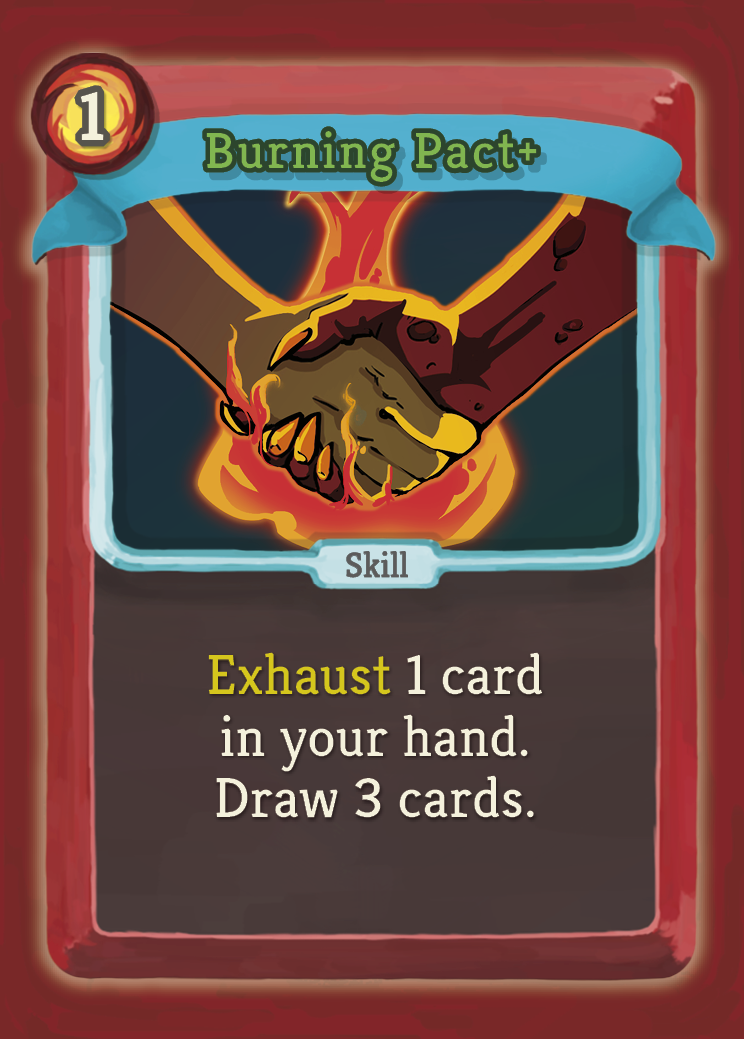 1
Burning Pact+
Skill
Exhaust 1 card
in your hand.
Draw 3 cards.